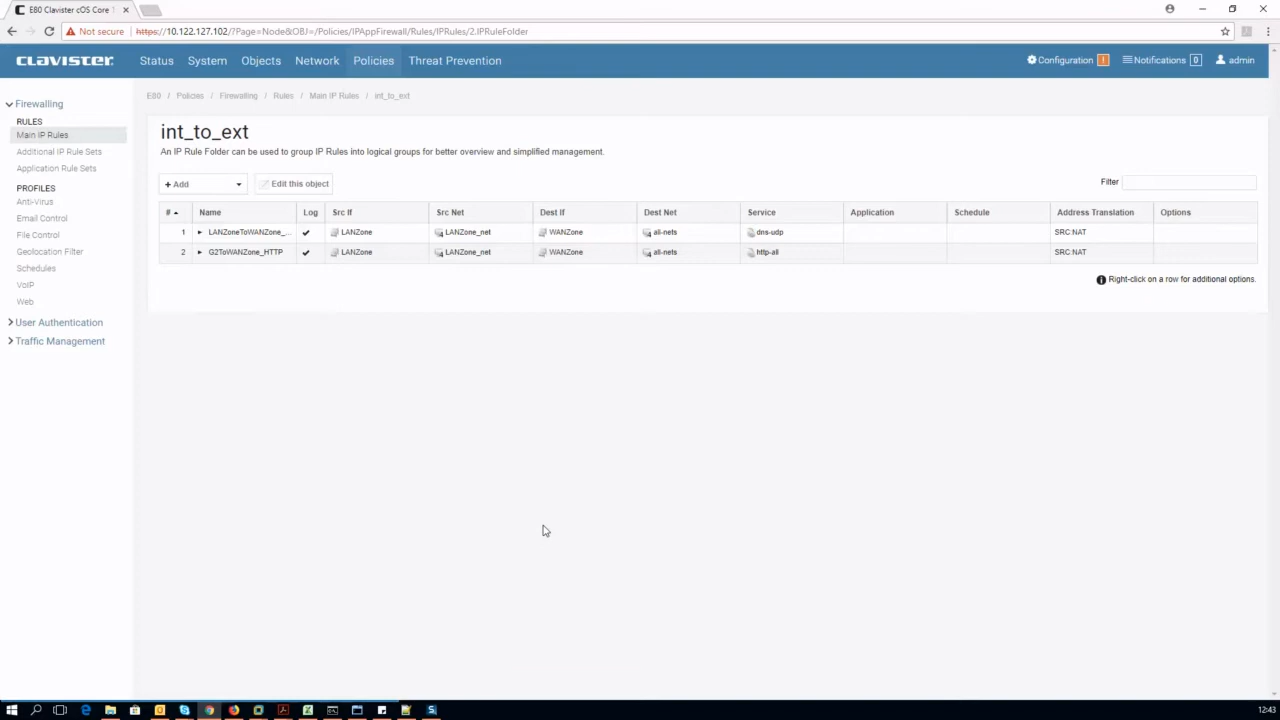 E80 Clavister cOS Core 1
Not secure https://10.122.127.102/?Page=Node&OBJ=/Policies/IPAppFirewall/Rules/IPRules/2.IPRuleFolder
CLAVISTER. Status System Objects Network Policies Threat Prevention Configuration ! Notifications 0 admin
E80 / Policies / Firewalling / Rules / Main IP Rules / int_to_ext
Firewalling
RULES
Main IP Rules
Additional IP Rule Sets
Application Rule Sets
PROFILES
Anti-Virus
Email Control
File Control
Geolocation Filter
Schedules
VoIP
Web
User Authentication
Traffic Management
int_to_ext
An IP Rule Folder can be used to group IP Rules into logical groups for better overview and simplified management.
+ Add Edit this object Filter
# Name Log Src If Src Net Dest If Dest Net Service Application Schedule Address Translation Options
1 LANZoneToWANZone_... LANZone LANZone_net WANZone all-nets dns-udp SRC:NAT
2 G2ToWANZone_HTTP LANZone LANZone_net WANZone all-nets http-all SRC:NAT
Right-click on a row for additional options.
12:43